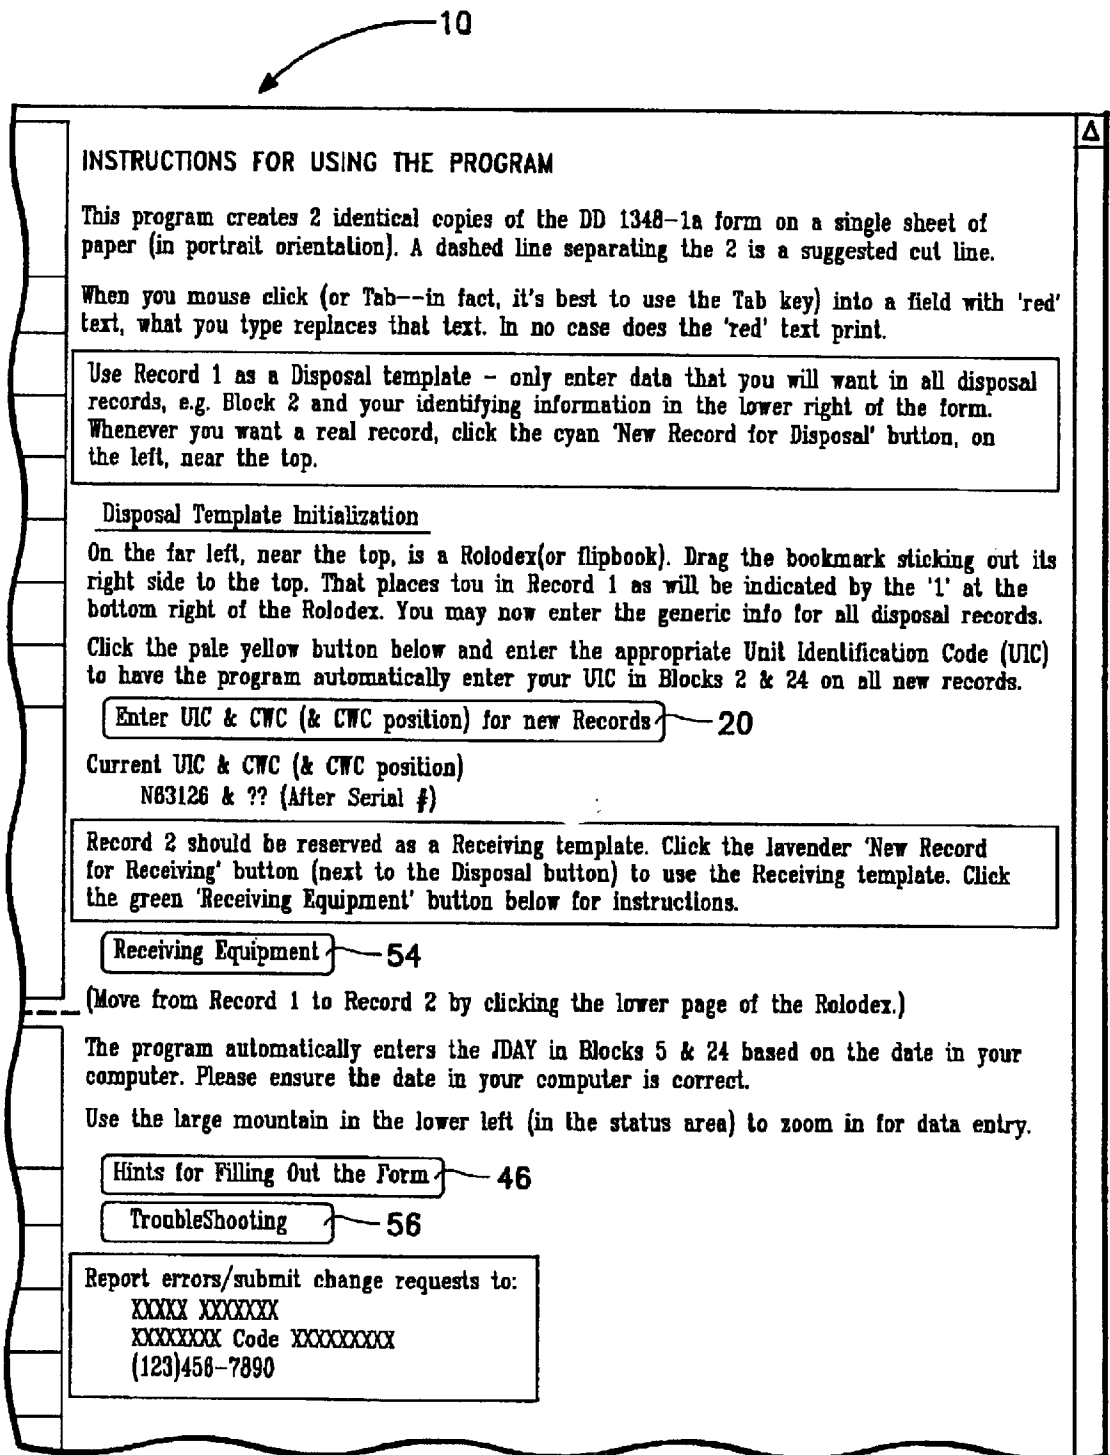 10
Δ
INSTRUCTIONS FOR USING THE PROGRAM
This program creates 2 identical copies of the DD 1348-1a form on a single sheet of
paper (in portrait orientation). A dashed line separating the 2 is a suggested cut line.
When you mouse click (or Tab--in fact, it's best to use the Tab key) into a field with 'red'
text, what you type replaces that text. In no case does the 'red' text print.
Use Record 1 as a Disposal template - only enter data that you will want in all disposal
records, e.g. Block 2 and your identifying information in the lower right of the form.
Whenever you want a real record, click the cyan 'New Record for Disposal' button, on
the left, near the top.
Disposal Template Initialization
On the far left, near the top, is a Rolodex(or flipbook). Drag the bookmark sticking out its
right side to the top. That places tou in Record 1 as will be indicated by the '1' at the
bottom right of the Rolodex. You may now enter the generic info for all disposal records.
Click the pale yellow button below and enter the appropriate Unit Identification Code (UIC)
to have the program automatically enter your UIC in Blocks 2 & 24 on all new records.
Enter UIC & CWC (& CWC position) for new Records 20
Current UIC & CWC (& CWC position)
N63126 & ?? (After Serial #)
Record 2 should be reserved as a Receiving template. Click the lavender 'New Record
for Receiving' button (next to the Disposal button) to use the Receiving template. Click
the green 'Receiving Equipment' button below for instructions.
Receiving Equipment 54
(Move from Record 1 to Record 2 by clicking the lower page of the Rolodex.)
The program automatically enters the JDAY in Blocks 5 & 24 based on the date in your
computer. Please ensure the date in your computer is correct.
Use the large mountain in the lower left (in the status area) to zoom in for data entry.
Hints for Filling Out the Form 46
TroubleShooting 56
Report errors/submit change requests to:
XXXXX XXXXXXX
XXXXXXXX Code XXXXXXXXX
(123)456-7890